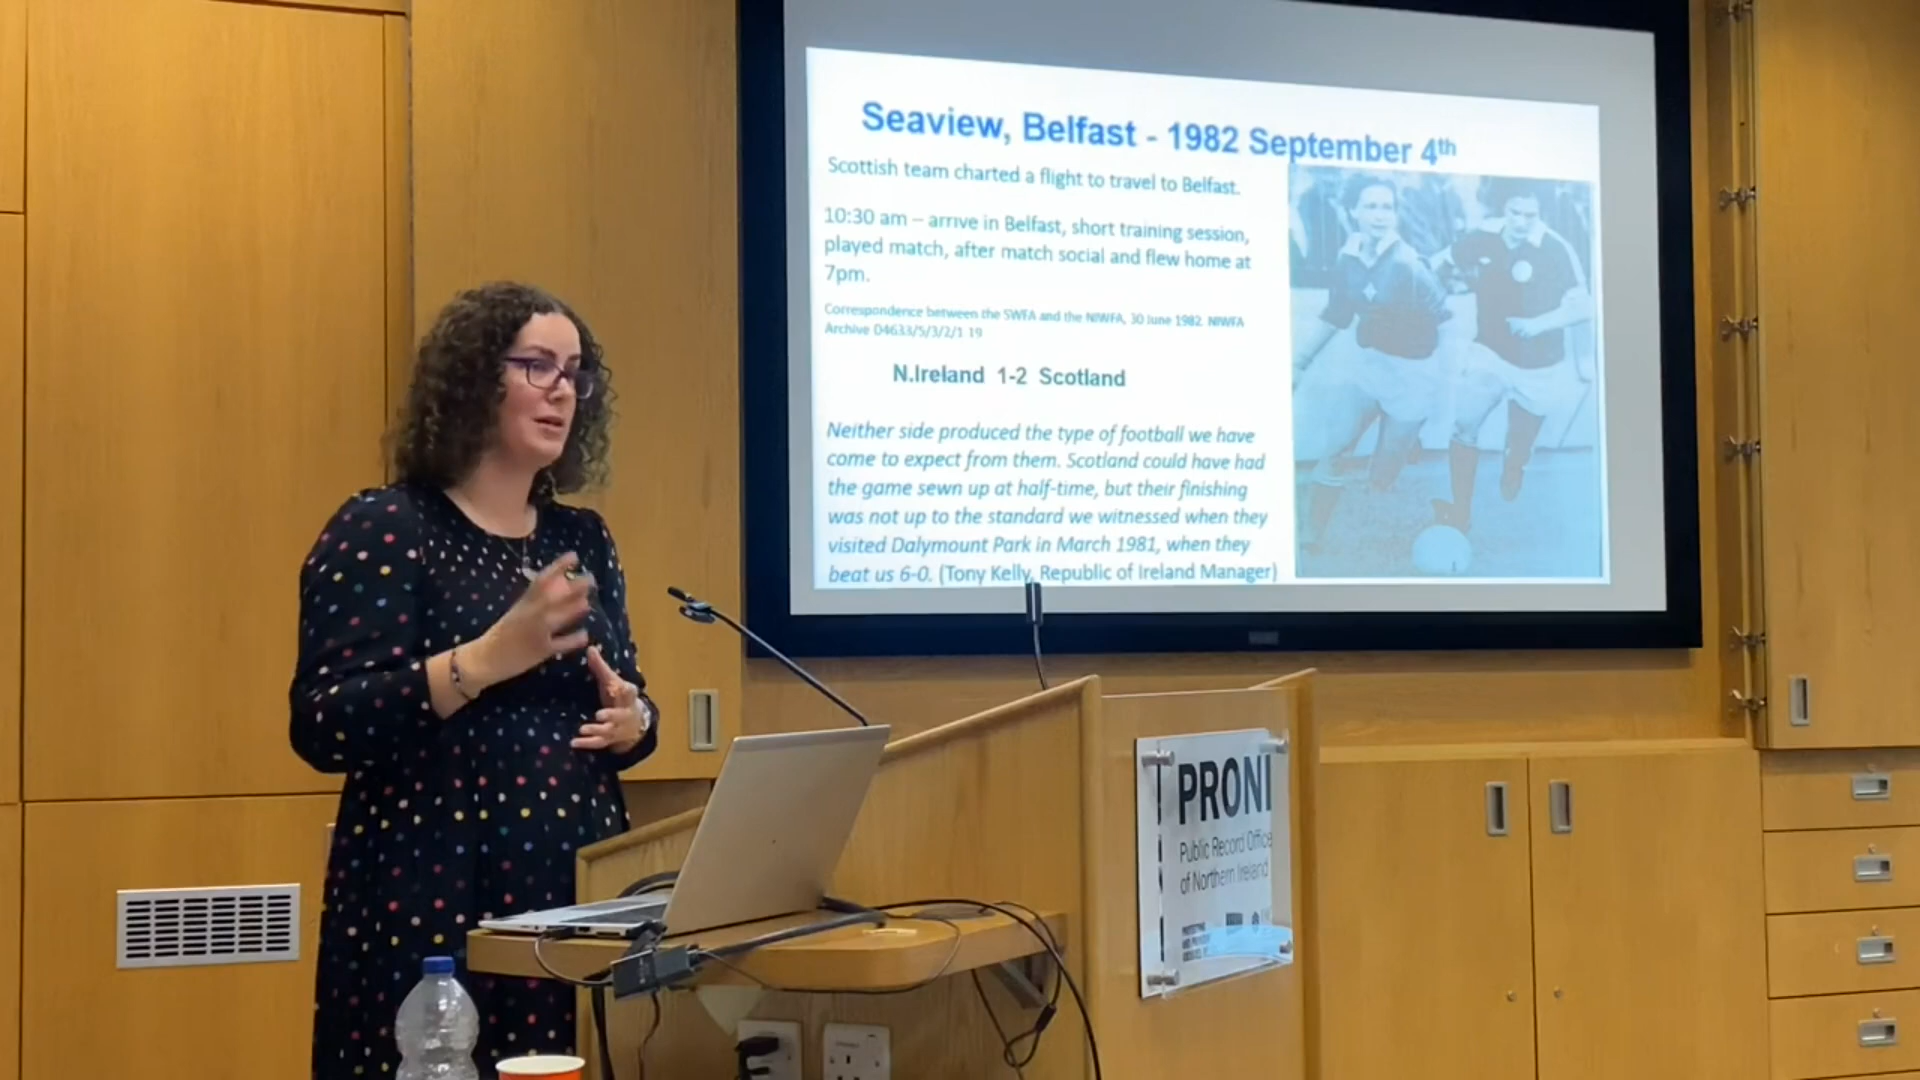 Seaview, Belfast - 1982 September 4th
Scottish team charted a flight to travel to Belfast.
10:30 am – arrive in Belfast, short training session,
played match, after match social and flew home at
7pm.
Correspondence between the SWFA and the NIWFA, 30 June 1982. NIWFA
Archive D4633/5/3/2/1 19
N.Ireland 1-2 Scotland
Neither side produced the type of football we have
come to expect from them. Scotland could have had
the game sewn up at half-time, but their finishing
was not up to the standard we witnessed when they
visited Dalymount Park in March 1981, when they
beat us 6-0. (Tony Kelly, Republic of Ireland Manager)
PRONI
Public Record Office
of Northern Ireland